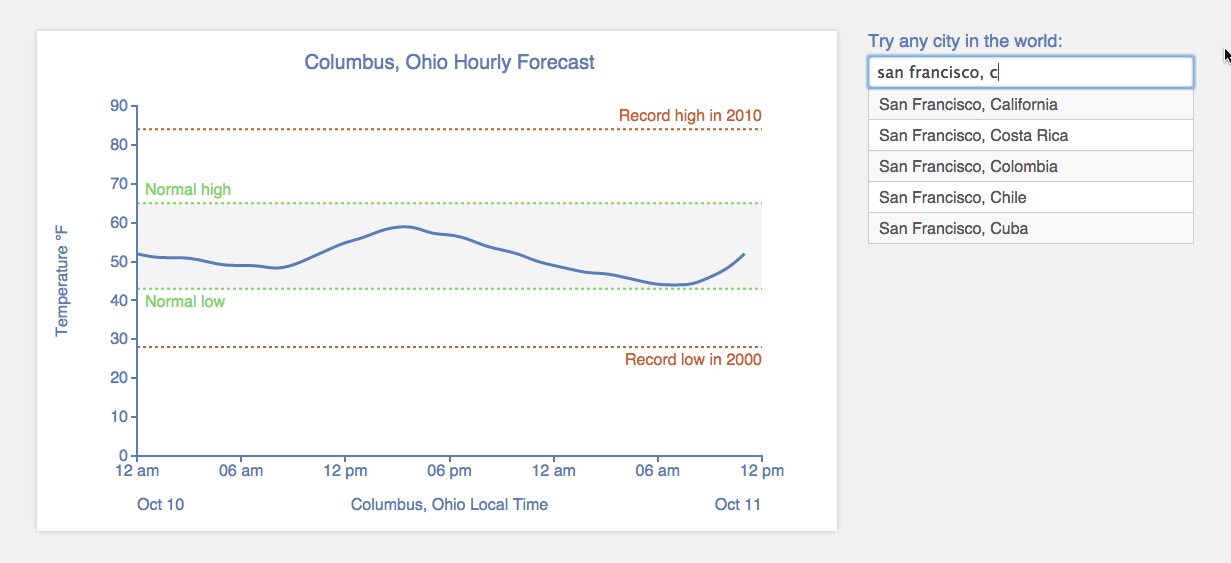 Columbus, Ohio Hourly Forecast
90
Record high in 2010
80
70
Normal high
60
50
Normal low
40
30
Record low in 2000
20
10
0
12 am 06 am 12 pm 06 pm 12 am 06 am 12 pm
Oct 10 Columbus, Ohio Local Time Oct 11
Temperature °F
Try any city in the world:
san francisco, c
San Francisco, California
San Francisco, Costa Rica
San Francisco, Colombia
San Francisco, Chile
San Francisco, Cuba